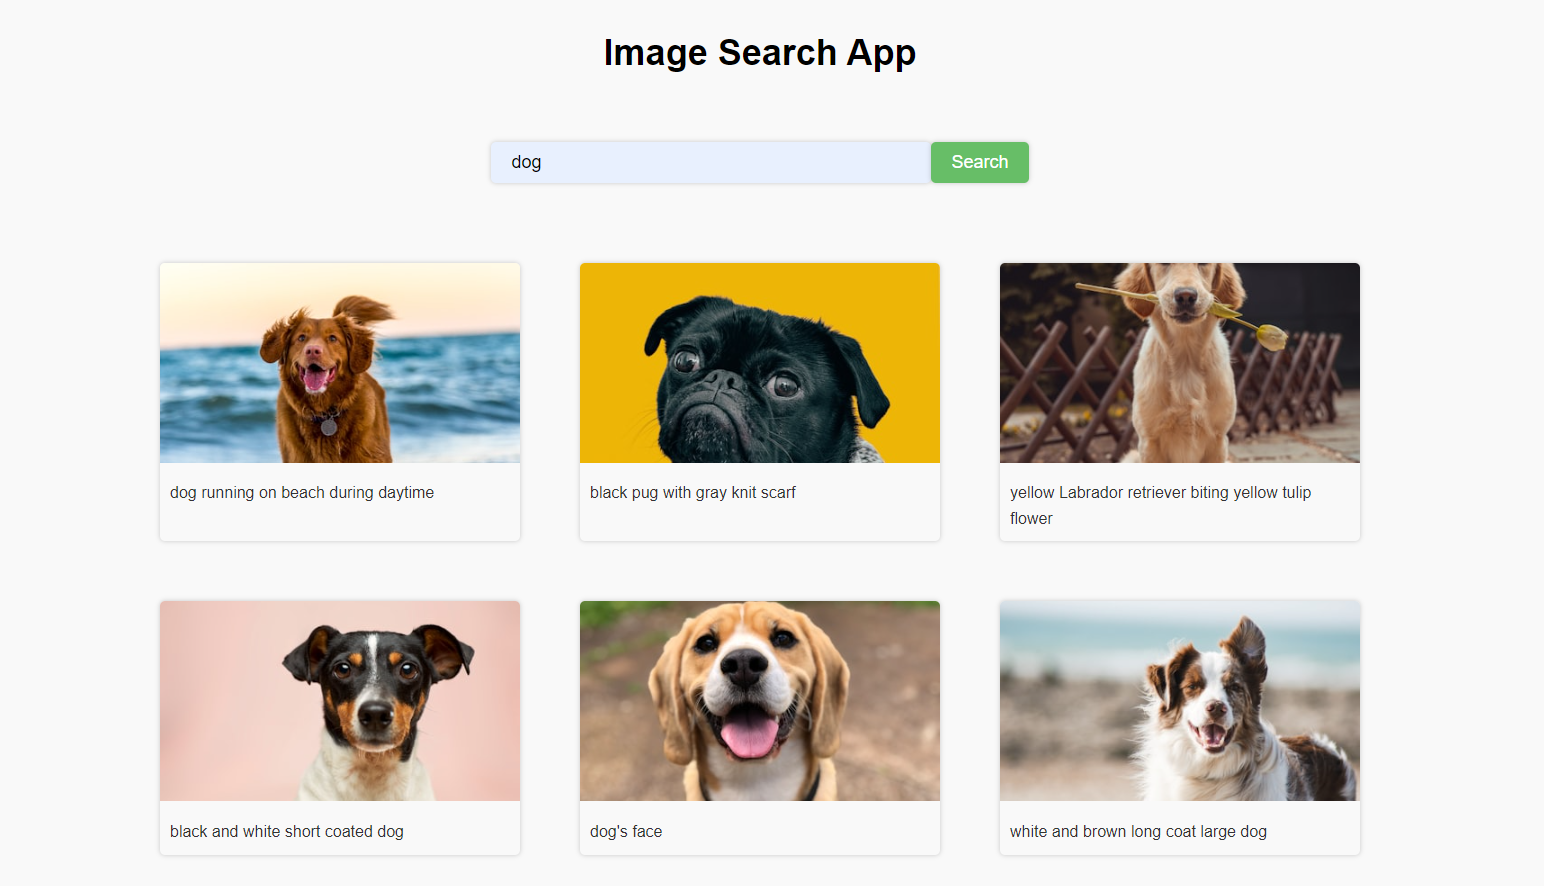 Image Search App
dog
Search
dog running on beach during daytime
black pug with gray knit scarf
yellow Labrador retriever biting yellow tulip
flower
black and white short coated dog
dog's face
white and brown long coat large dog